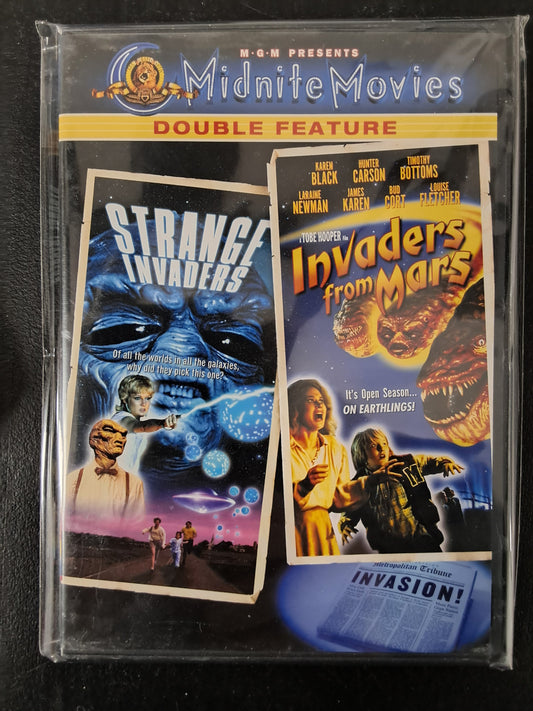 M·G·M PRESENTS
Midnite Movies
DOUBLE FEATURE
STRANGE
INVADERS
Of all the worlds in all the galaxies,
why did they pick this one?
KAREN BLACK HUNTER CARSON TIMOTHY BOTTOMS
LARAINE NEWMAN JAMES KAREN BUD CORT LOUISE FLETCHER
A TOBE HOOPER film
Invaders
from Mars
It's Open Season...
ON EARTHLINGS!
Metropolitan Tribune
INVASION!